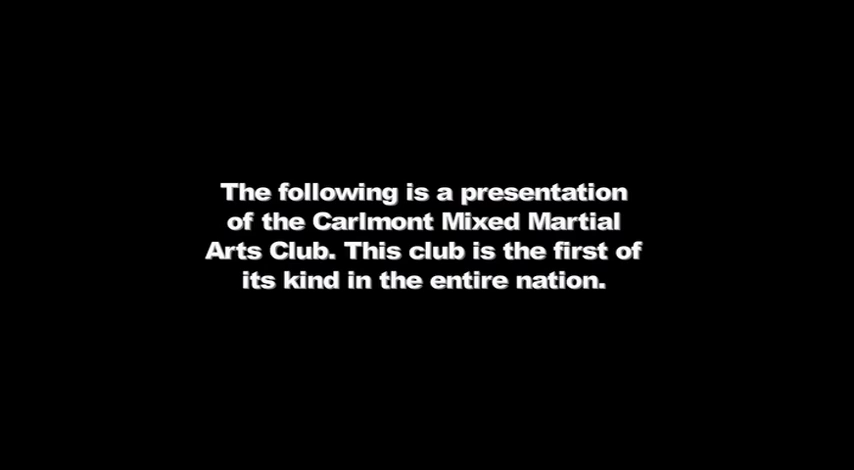 The following is a presentation
of the Carlmont Mixed Martial
Arts Club. This club is the first of
its kind in the entire nation.